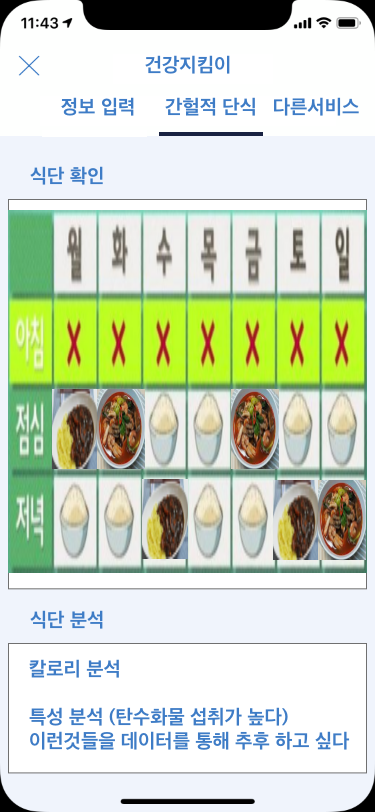 11:43
건강지킴이
정보 입력 간헐적 단식 다른서비스
식단 확인
월 화 수 목 금 토 일
아침 X X X X X X X
점심
저녁
식단 분석
칼로리 분석
특성 분석 (탄수화물 섭취가 높다)
이런것들을 데이터를 통해 추후 하고 싶다